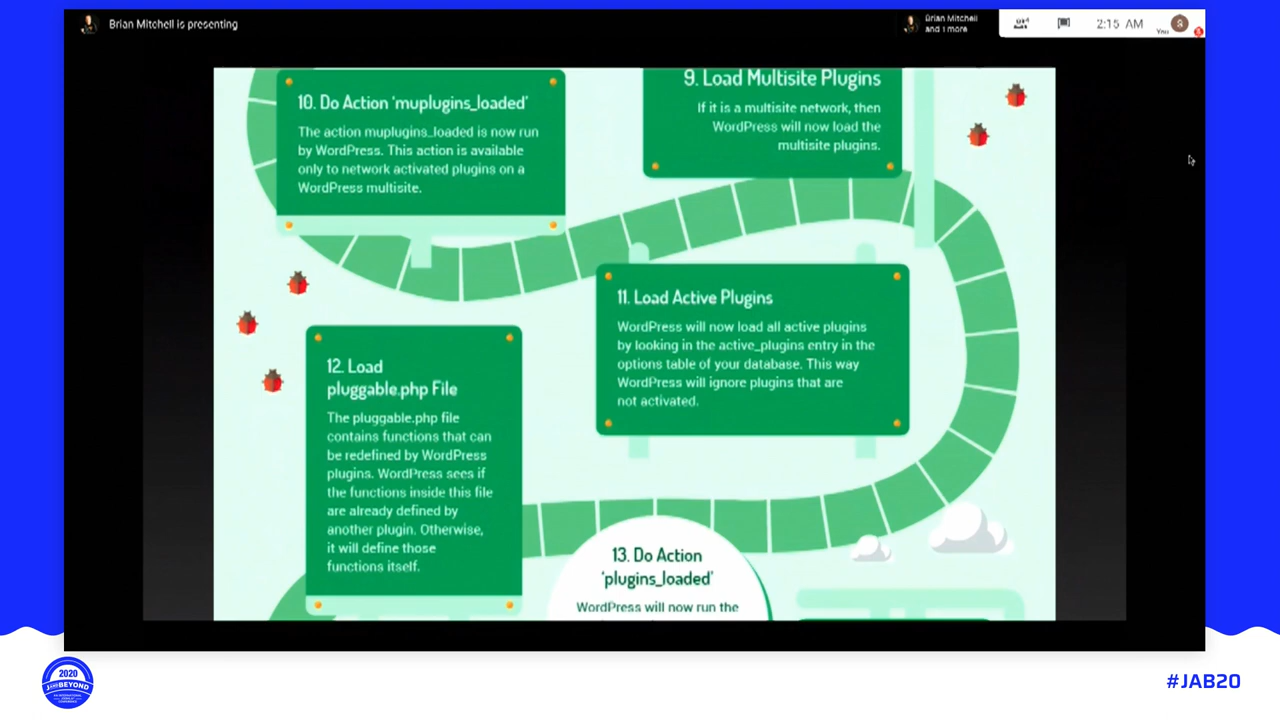 Brian Mitchell is presenting
Brian Mitchell
and 1 more
2:15 AM
You
S
10. Do Action 'muplugins_loaded'
The action muplugins_loaded is now run
by WordPress. This action is available
only to network activated plugins on a
WordPress multisite.
9. Load Multisite Plugins
If it is a multisite network, then
WordPress will now load the
multisite plugins.
11. Load Active Plugins
WordPress will now load all active plugins
by looking in the active_plugins entry in the
options table of your database. This way
WordPress will ignore plugins that are
not activated.
12. Load
pluggable.php File
The pluggable.php file
contains functions that can
be redefined by WordPress
plugins. WordPress sees if
the functions inside this file
are already defined by
another plugin. Otherwise,
it will define those
functions itself.
13. Do Action
'plugins_loaded'
WordPress will now run the
2020
J AND BEYOND
#JAB20